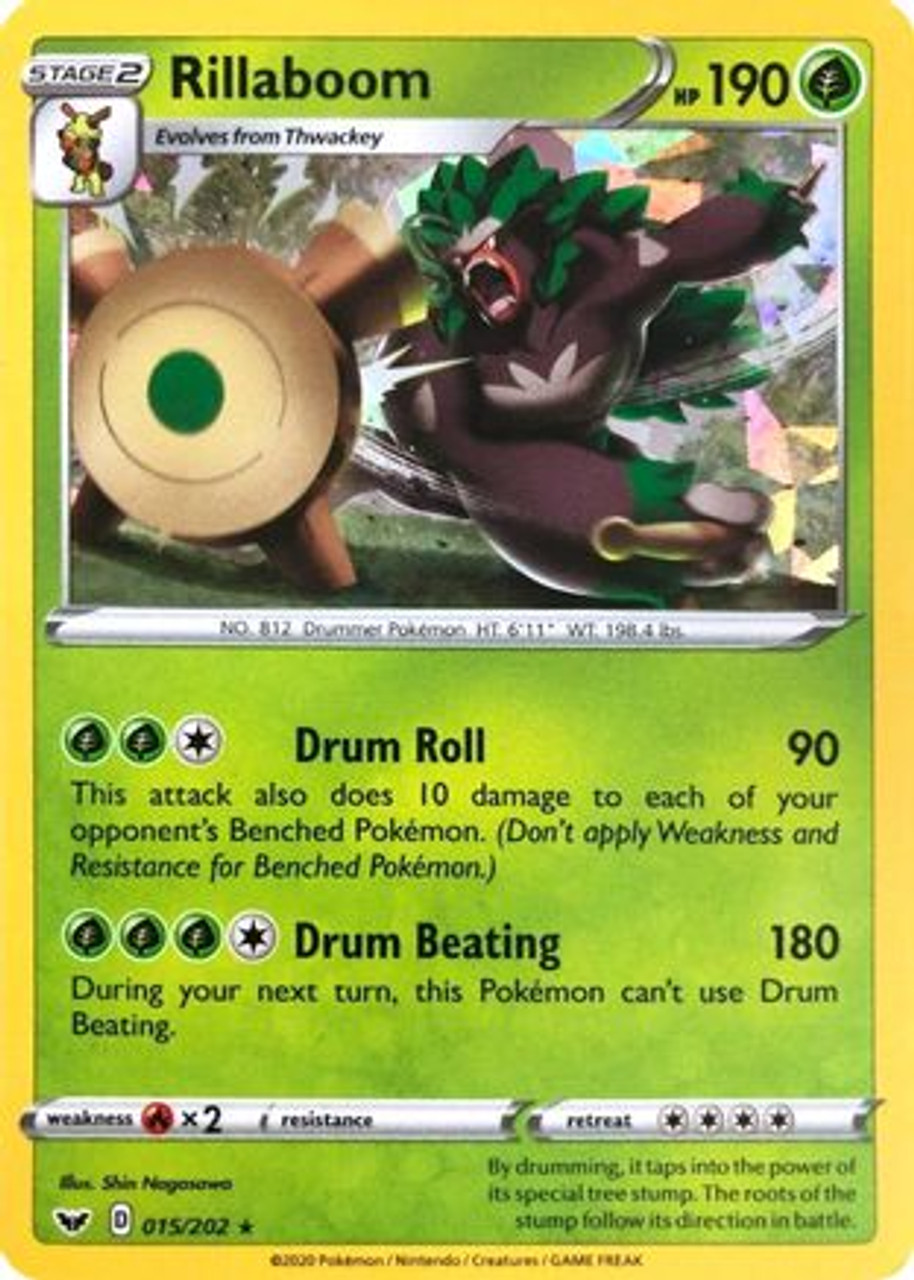 STAGE 2
Rillaboom
HP 190
Evolves from Thwackey
NO. 812 Drummer Pokémon HT: 6'11" WT: 198.4 lbs.
Drum Roll 90
This attack also does 10 damage to each of your
opponent's Benched Pokémon. (Don't apply Weakness and
Resistance for Benched Pokémon.)
Drum Beating 180
During your next turn, this Pokémon can't use Drum
Beating.
weakness ×2 resistance retreat
Illus. Shin Nagasawa
By drumming, it taps into the power of
its special tree stump. The roots of the
stump follow its direction in battle.
D 015/202 ★
©2020 Pokémon / Nintendo / Creatures / GAME FREAK